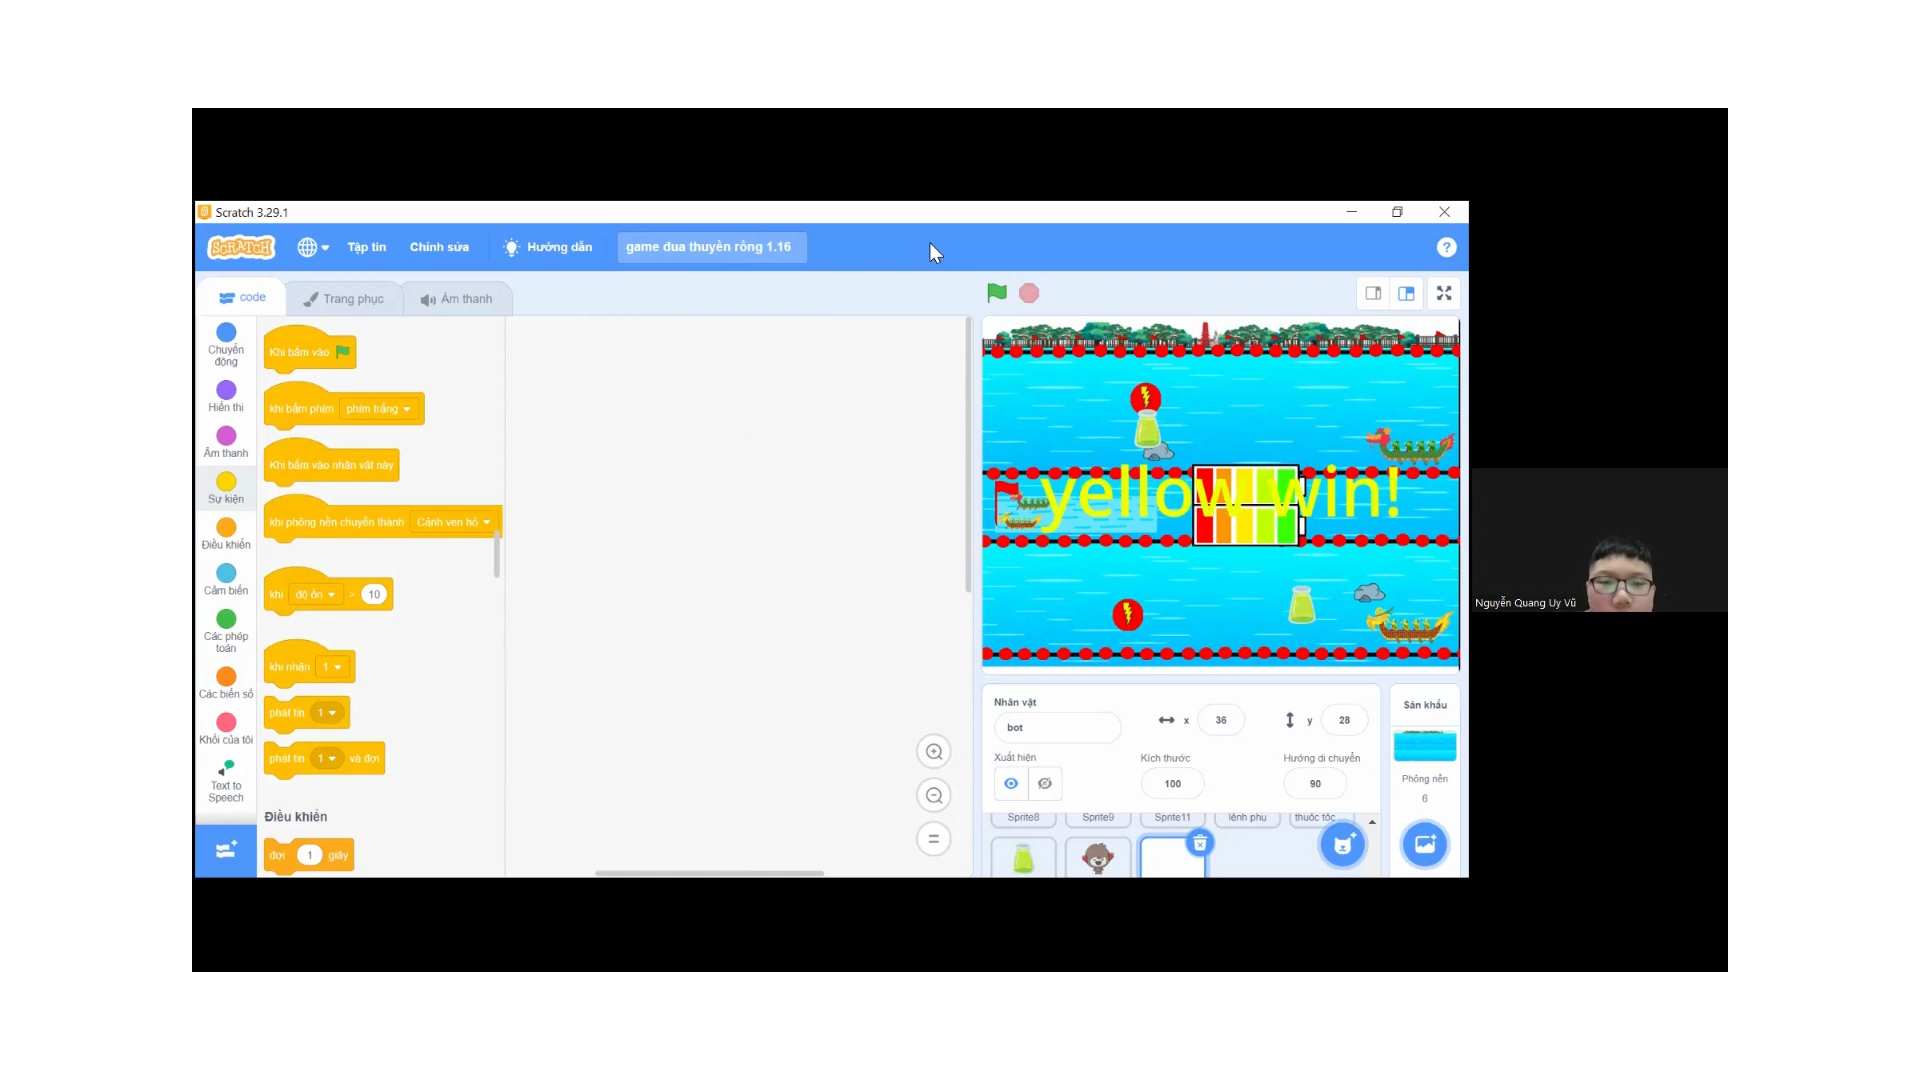 Scratch 3.29.1
SCRATCH
Tập tin
Chỉnh sửa
Hướng dẫn
game đua thuyền rồng 1.16
?
code
Trang phục
Âm thanh
Chuyển động
Hiển thị
Âm thanh
Sự kiện
Điều khiển
Cảm biến
Các phép toán
Các biến số
Khối của tôi
Text to Speech
Khi bấm vào
khi bấm phím phím trắng
Khi bấm vào nhân vật này
khi phông nền chuyển thành Cảnh ven hồ
khi độ ồn > 10
khi nhận 1
phát tin 1
phát tin 1 và đợi
Điều khiển
đợi 1 giây
yellow win!
Nhân vật
bot
x 36
y 28
Xuất hiện
Kích thước
100
Hướng di chuyển
90
Sprite8
Sprite9
Sprite11
lệnh phụ
thuốc tốc...
Sân khấu
Phông nền
6
Nguyễn Quang Uy Vũ